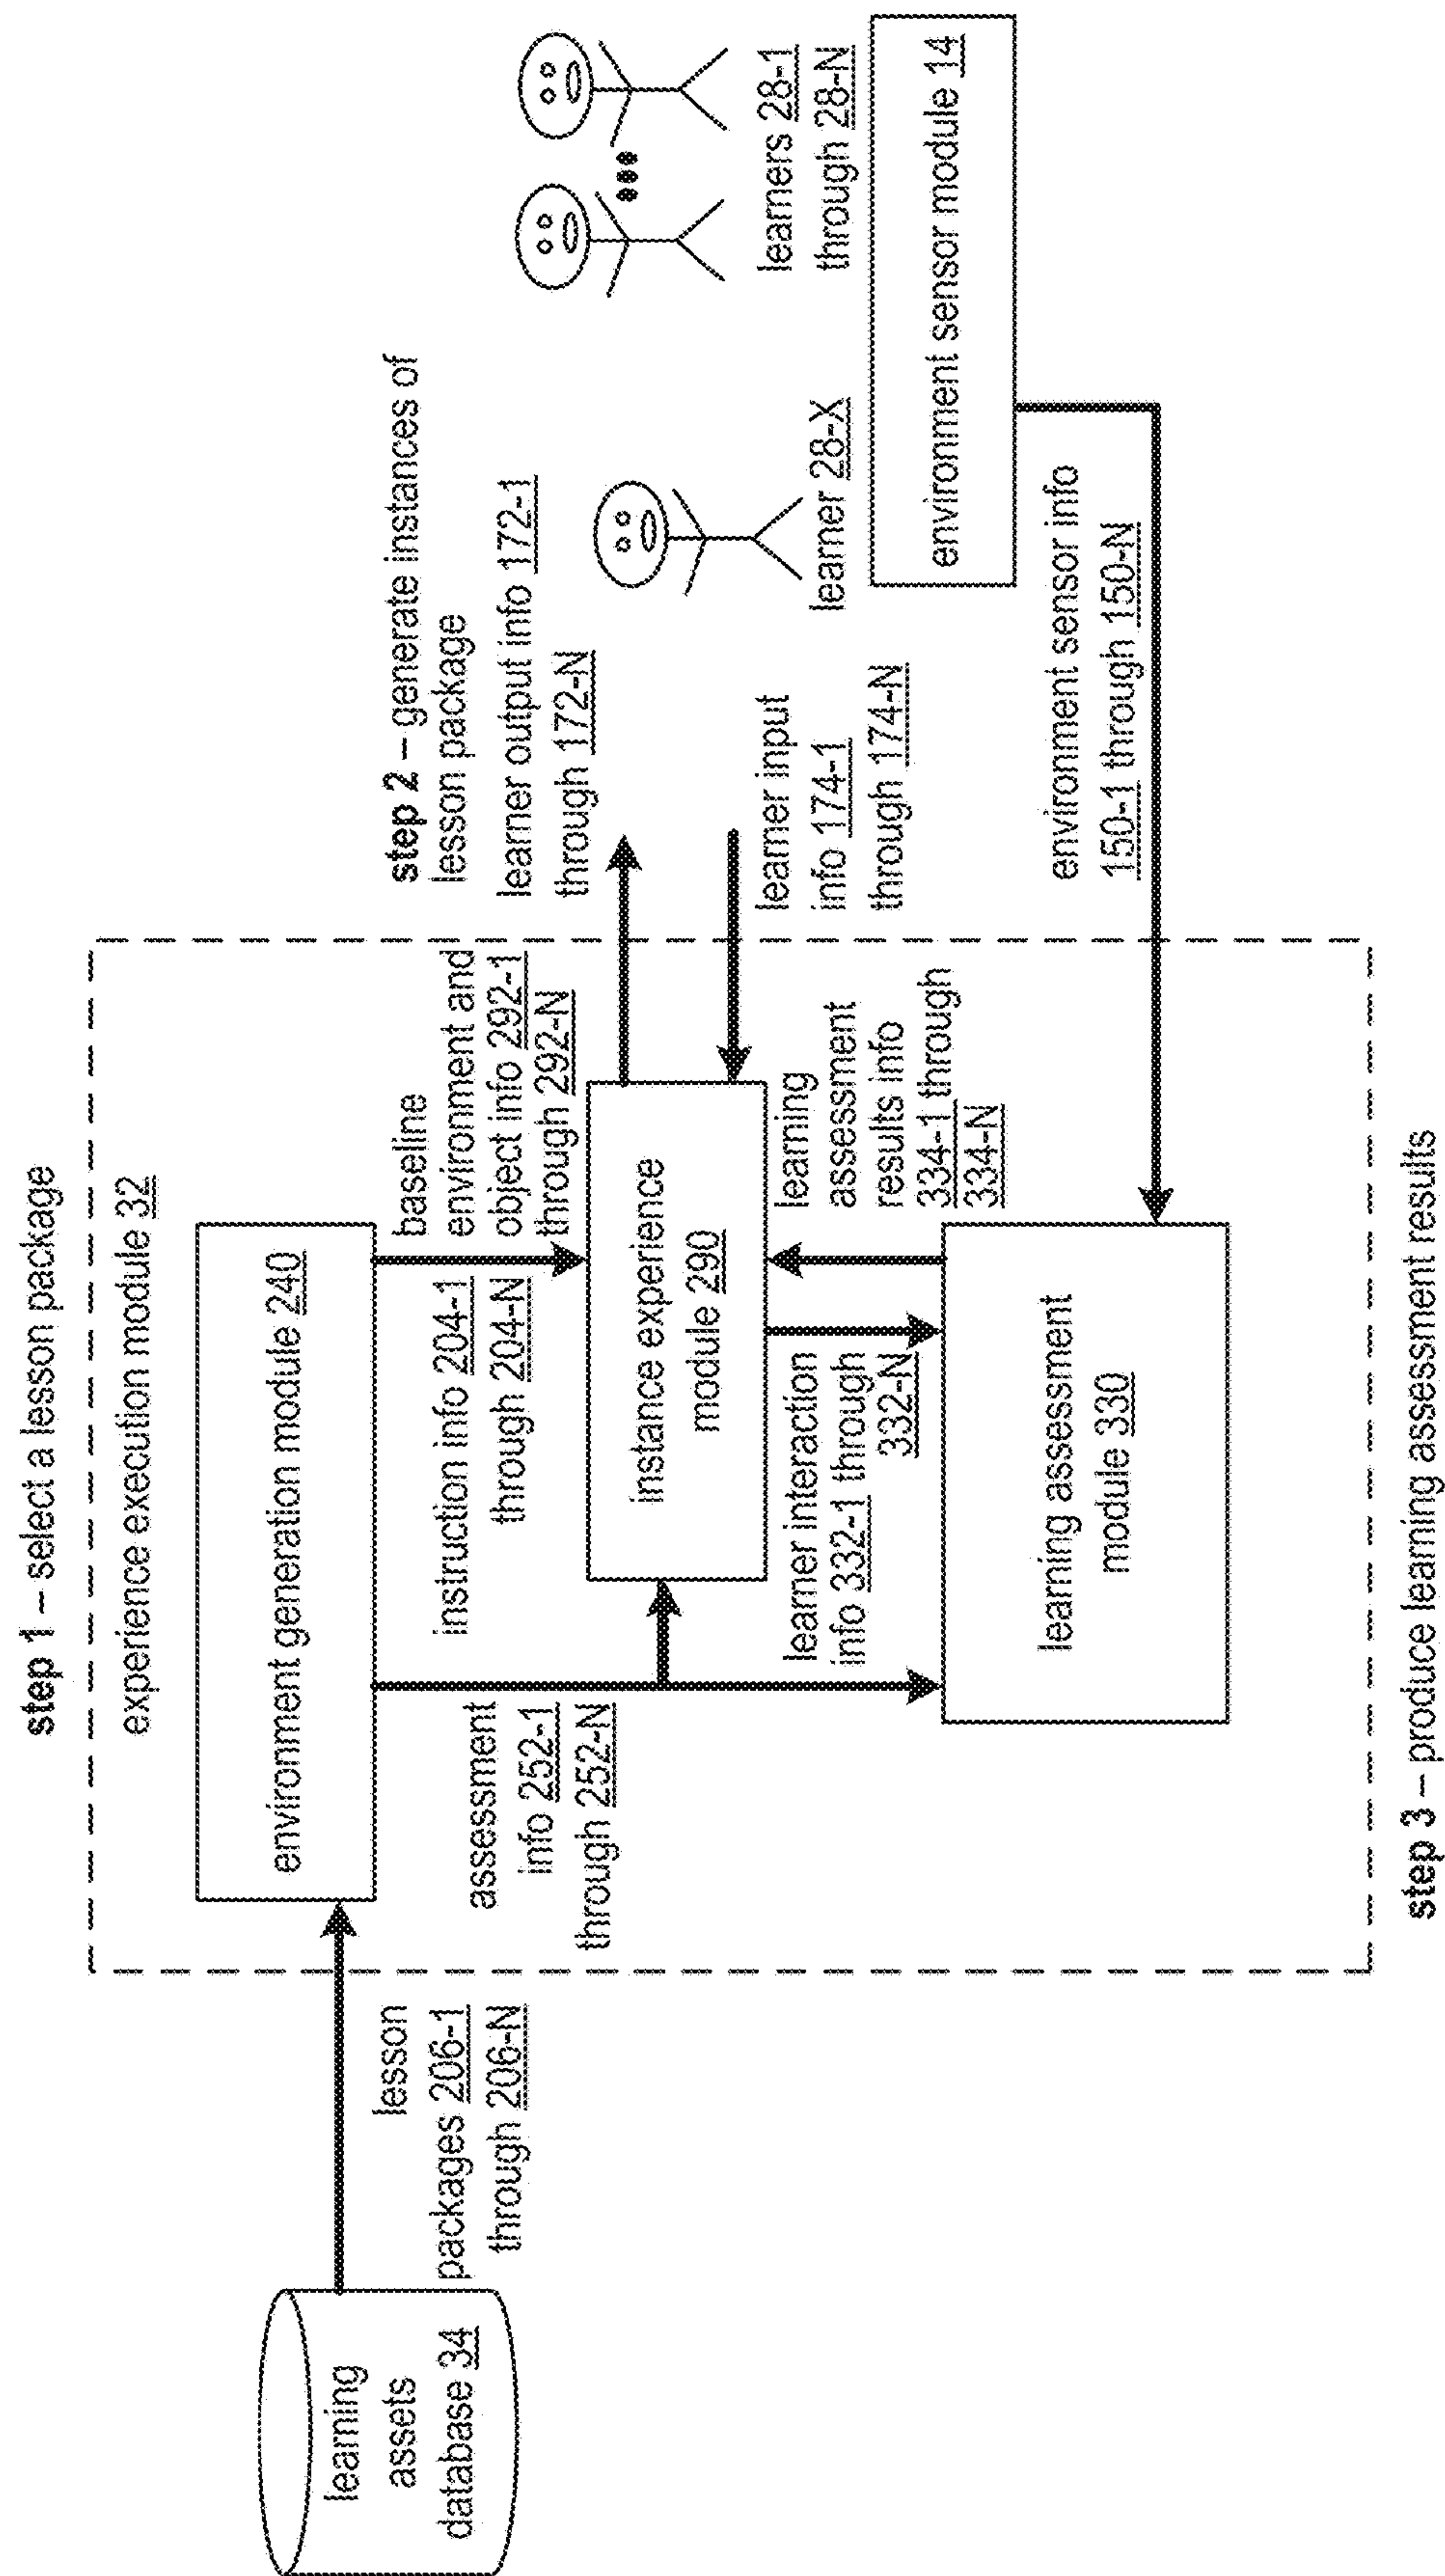 step 1 – select a lesson package
experience execution module 32
learning
assets
database 34
lesson
packages 206-1
through 206-N
environment generation module 240
assessment
info 252-1
through 252-N
instruction info 204-1
through 204-N
baseline
environment and
object info 292-1
through 292-N
instance experience
module 290
learner interaction
info 332-1 through
332-N
learning
assessment
results info
334-1 through
334-N
learning assessment
module 330
step 2 – generate instances of
lesson package
learner output info 172-1
through 172-N
learner input
info 174-1
through 174-N
learner 28-X
learners 28-1
through 28-N
environment sensor module 14
environment sensor info
150-1 through 150-N
step 3 – produce learning assessment results